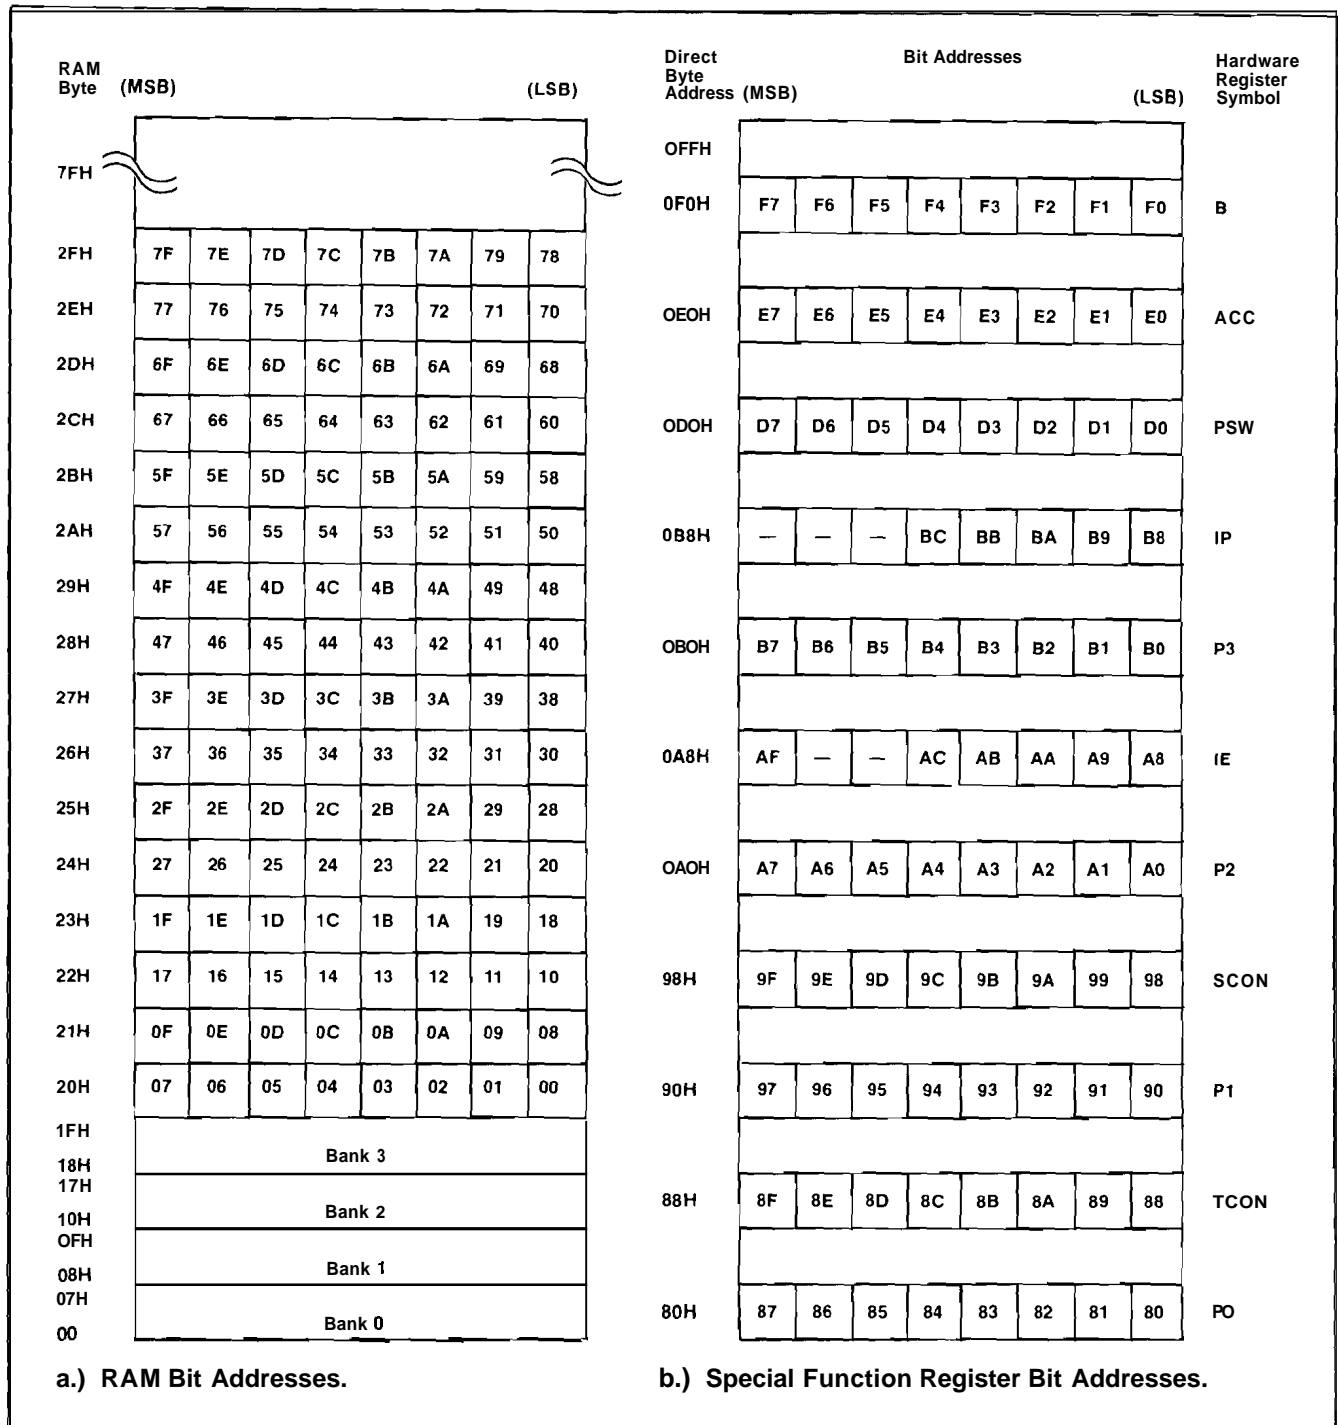 RAM
Byte (MSB) (LSB)
7FH
2FH 7F 7E 7D 7C 7B 7A 79 78
2EH 77 76 75 74 73 72 71 70
2DH 6F 6E 6D 6C 6B 6A 69 68
2CH 67 66 65 64 63 62 61 60
2BH 5F 5E 5D 5C 5B 5A 59 58
2AH 57 56 55 54 53 52 51 50
29H 4F 4E 4D 4C 4B 4A 49 48
28H 47 46 45 44 43 42 41 40
27H 3F 3E 3D 3C 3B 3A 39 38
26H 37 36 35 34 33 32 31 30
25H 2F 2E 2D 2C 2B 2A 29 28
24H 27 26 25 24 23 22 21 20
23H 1F 1E 1D 1C 1B 1A 19 18
22H 17 16 15 14 13 12 11 10
21H 0F 0E 0D 0C 0B 0A 09 08
20H 07 06 05 04 03 02 01 00
1FH
Bank 3
18H
17H
Bank 2
10H
OFH
Bank 1
08H
07H
Bank 0
00
a.) RAM Bit Addresses.
Direct Bit Addresses Hardware
Byte Register
Address (MSB) (LSB) Symbol
OFFH
0F0H F7 F6 F5 F4 F3 F2 F1 F0 B
OEOH E7 E6 E5 E4 E3 E2 E1 E0 ACC
ODOH D7 D6 D5 D4 D3 D2 D1 D0 PSW
0B8H — — — BC BB BA B9 B8 IP
OBOH B7 B6 B5 B4 B3 B2 B1 B0 P3
0A8H AF — — AC AB AA A9 A8 IE
OAOH A7 A6 A5 A4 A3 A2 A1 A0 P2
98H 9F 9E 9D 9C 9B 9A 99 98 SCON
90H 97 96 95 94 93 92 91 90 P1
88H 8F 8E 8D 8C 8B 8A 89 88 TCON
80H 87 86 85 84 83 82 81 80 PO
b.) Special Function Register Bit Addresses.